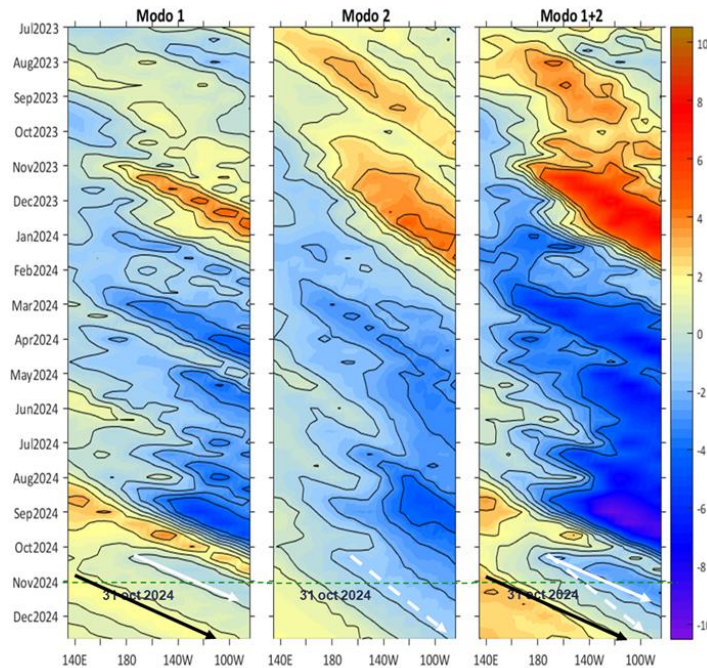 Modo 1
Modo 2
Modo 1+2
Jul2023
Aug2023
Sep2023
Oct2023
Nov2023
Dec2023
Jan2024
Feb2024
Mar2024
Apr2024
May2024
Jun2024
Jul2024
Aug2024
Sep2024
Oct2024
Nov2024
Dec2024
31 oct 2024
31 oct 2024
31 oct 2024
140E 180 140W 100W
140E 180 140W 100W
140E 180 140W 100W
10
8
6
4
2
0
-2
-4
-6
-8
-10